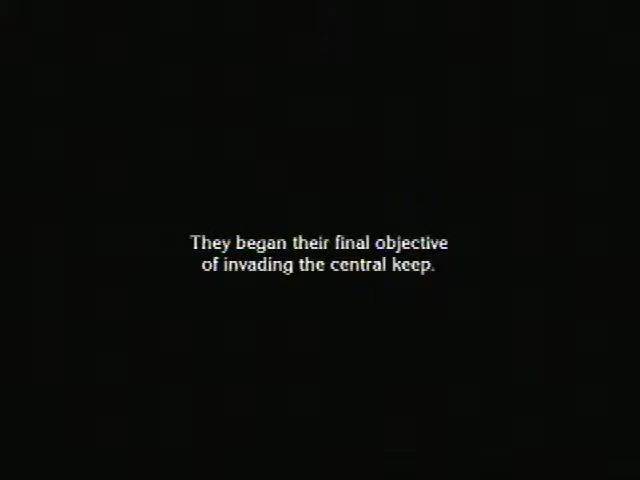 They began their final objective
of invading the central keep.